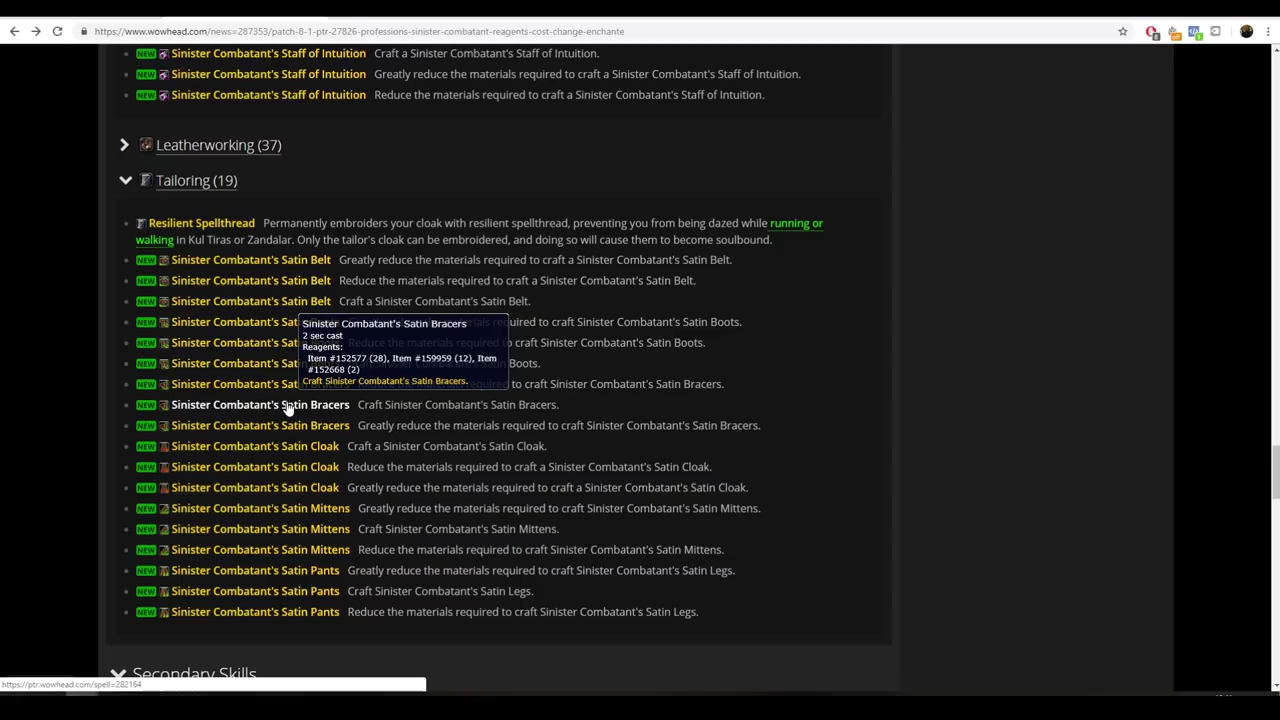 https://www.wowhead.com/news=287353/patch-8-1-ptr-27826-professions-sinister-combatant-reagents-cost-change-enchante
NEW Sinister Combatant's Staff of Intuition Craft a Sinister Combatant's Staff of Intuition.
NEW Sinister Combatant's Staff of Intuition Greatly reduce the materials required to craft a Sinister Combatant's Staff of Intuition.
NEW Sinister Combatant's Staff of Intuition Reduce the materials required to craft a Sinister Combatant's Staff of Intuition.
Leatherworking (37)
Tailoring (19)
Resilient Spellthread Permanently embroiders your cloak with resilient spellthread, preventing you from being dazed while running or
walking in Kul Tiras or Zandalar. Only the tailor's cloak can be embroidered, and doing so will cause them to become soulbound.
NEW Sinister Combatant's Satin Belt Greatly reduce the materials required to craft a Sinister Combatant's Satin Belt.
NEW Sinister Combatant's Satin Belt Reduce the materials required to craft a Sinister Combatant's Satin Belt.
NEW Sinister Combatant's Satin Belt Craft a Sinister Combatant's Satin Belt.
NEW Sinister Combatant's required to craft Sinister Combatant's Satin Boots.
NEW Sinister Combatant's required to craft Sinister Combatant's Satin Boots.
NEW Sinister Combatant's Boots.
NEW Sinister Combatant's required to craft Sinister Combatant's Satin Bracers.
Sinister Combatant's Satin Bracers
2 sec cast
Reagents:
Item #152577 (28), Item #159959 (12), Item
#152668 (2)
Craft Sinister Combatant's Satin Bracers.
NEW Sinister Combatant's Satin Bracers Craft Sinister Combatant's Satin Bracers.
NEW Sinister Combatant's Satin Bracers Greatly reduce the materials required to craft Sinister Combatant's Satin Bracers.
NEW Sinister Combatant's Satin Cloak Craft a Sinister Combatant's Satin Cloak.
NEW Sinister Combatant's Satin Cloak Reduce the materials required to craft a Sinister Combatant's Satin Cloak.
NEW Sinister Combatant's Satin Cloak Greatly reduce the materials required to craft a Sinister Combatant's Satin Cloak.
NEW Sinister Combatant's Satin Mittens Greatly reduce the materials required to craft Sinister Combatant's Satin Mittens.
NEW Sinister Combatant's Satin Mittens Craft Sinister Combatant's Satin Mittens.
NEW Sinister Combatant's Satin Mittens Reduce the materials required to craft Sinister Combatant's Satin Mittens.
NEW Sinister Combatant's Satin Pants Greatly reduce the materials required to craft Sinister Combatant's Satin Legs.
NEW Sinister Combatant's Satin Pants Craft Sinister Combatant's Satin Legs.
NEW Sinister Combatant's Satin Pants Reduce the materials required to craft Sinister Combatant's Satin Legs.
Secondary Skills
https://ptr.wowhead.com/spell=282164